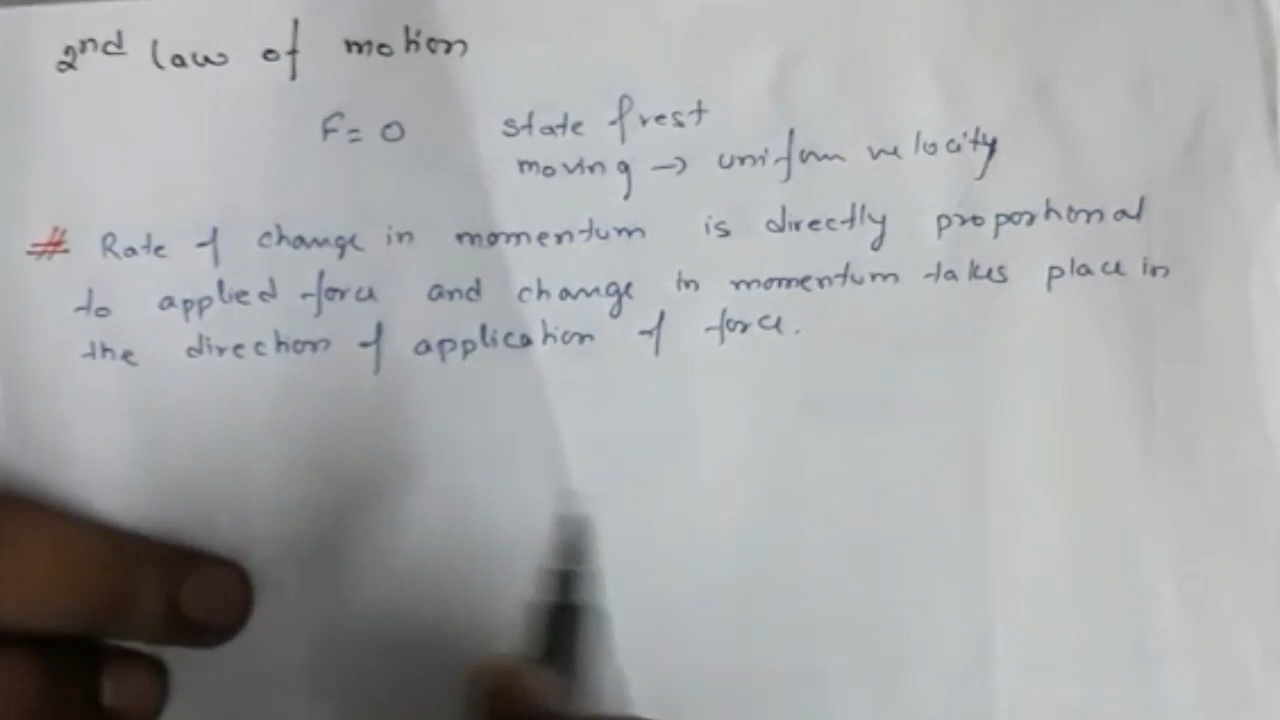 2nd law of motion
F = 0 state of rest
moving → uniform velocity
# Rate of change in momentum is directly proportional
to applied force and change in momentum takes place in
the direction of application of force.